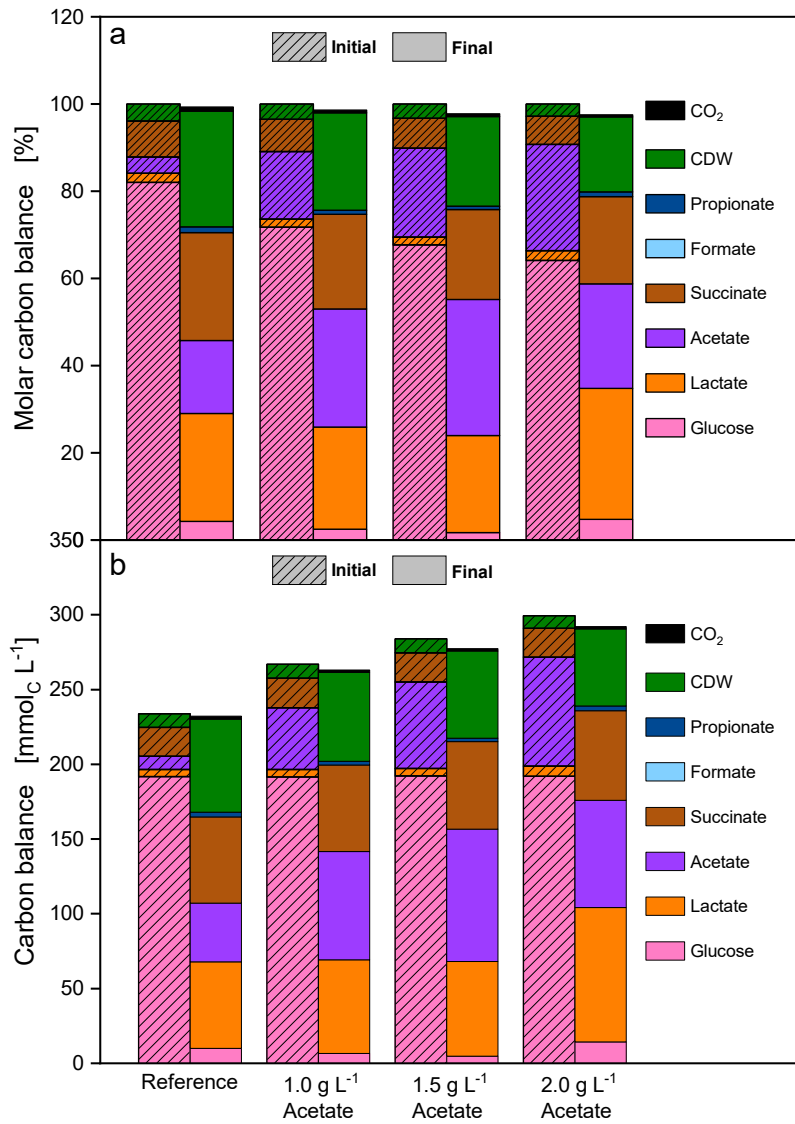 120
a
Initial
Final
100
80
60
40
20
0
Molar carbon balance [%]
CO₂
CDW
Propionate
Formate
Succinate
Acetate
Lactate
Glucose
350
b
Initial
Final
300
250
200
150
100
50
0
Carbon balance [mmol_C L⁻¹]
CO₂
CDW
Propionate
Formate
Succinate
Acetate
Lactate
Glucose
Reference
1.0 g L⁻¹
Acetate
1.5 g L⁻¹
Acetate
2.0 g L⁻¹
Acetate